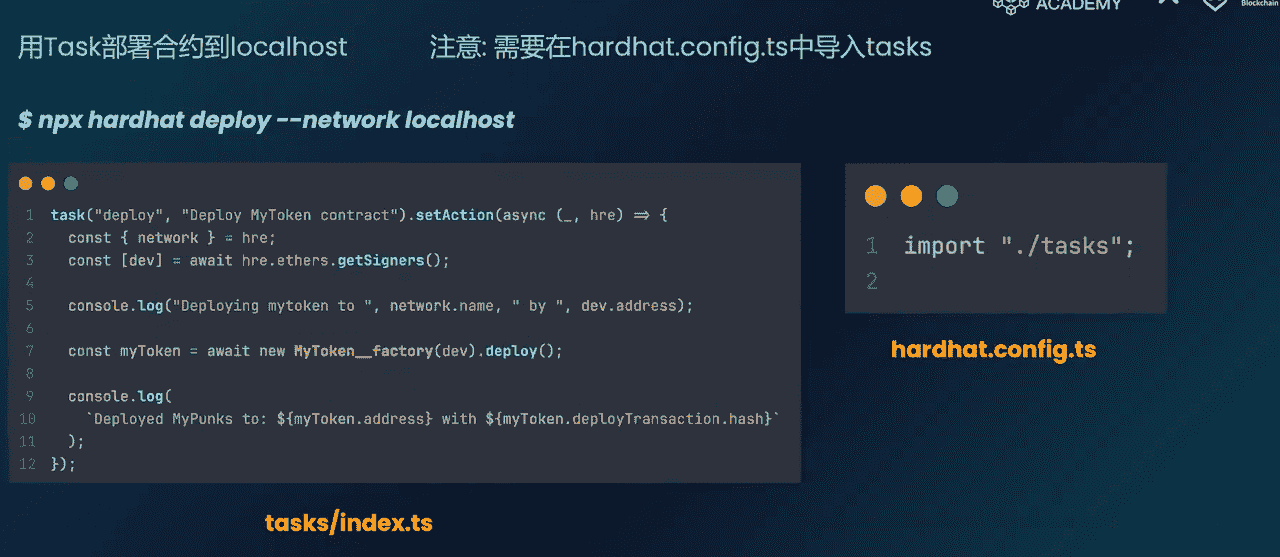 ACADEMY
Blockchain
用Task部署合约到localhost
注意: 需要在hardhat.config.ts中导入tasks
$ npx hardhat deploy --network localhost
1 task("deploy", "Deploy MyToken contract").setAction(async (_, hre) => {
2 const { network } = hre;
3 const [dev] = await hre.ethers.getSigners();
4
5 console.log("Deploying mytoken to ", network.name, " by ", dev.address);
6
7 const myToken = await new MyToken__factory(dev).deploy();
8
9 console.log(
10 `Deployed MyPunks to: ${myToken.address} with ${myToken.deployTransaction.hash}`
11 );
12 });
tasks/index.ts
1 import "./tasks";
2
hardhat.config.ts